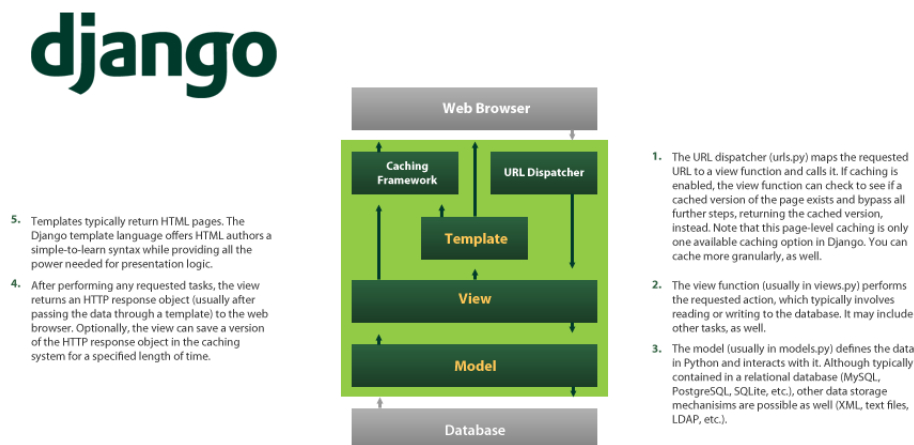 django
Web Browser
Caching
Framework
URL Dispatcher
Template
View
Model
Database
1. The URL dispatcher (urls.py) maps the requested
URL to a view function and calls it. If caching is
enabled, the view function can check to see if a
cached version of the page exists and bypass all
further steps, returning the cached version,
instead. Note that this page-level caching is only
one available caching option in Django. You can
cache more granularly, as well.
2. The view function (usually in views.py) performs
the requested action, which typically involves
reading or writing to the database. It may include
other tasks, as well.
3. The model (usually in models.py) defines the data
in Python and interacts with it. Although typically
contained in a relational database (MySQL,
PostgreSQL, SQLite, etc.), other data storage
mechanisims are possible as well (XML, text files,
LDAP, etc.).
5. Templates typically return HTML pages. The
Django template language offers HTML authors a
simple-to-learn syntax while providing all the
power needed for presentation logic.
4. After performing any requested tasks, the view
returns an HTTP response object (usually after
passing the data through a template) to the web
browser. Optionally, the view can save a version
of the HTTP response object in the caching
system for a specified length of time.